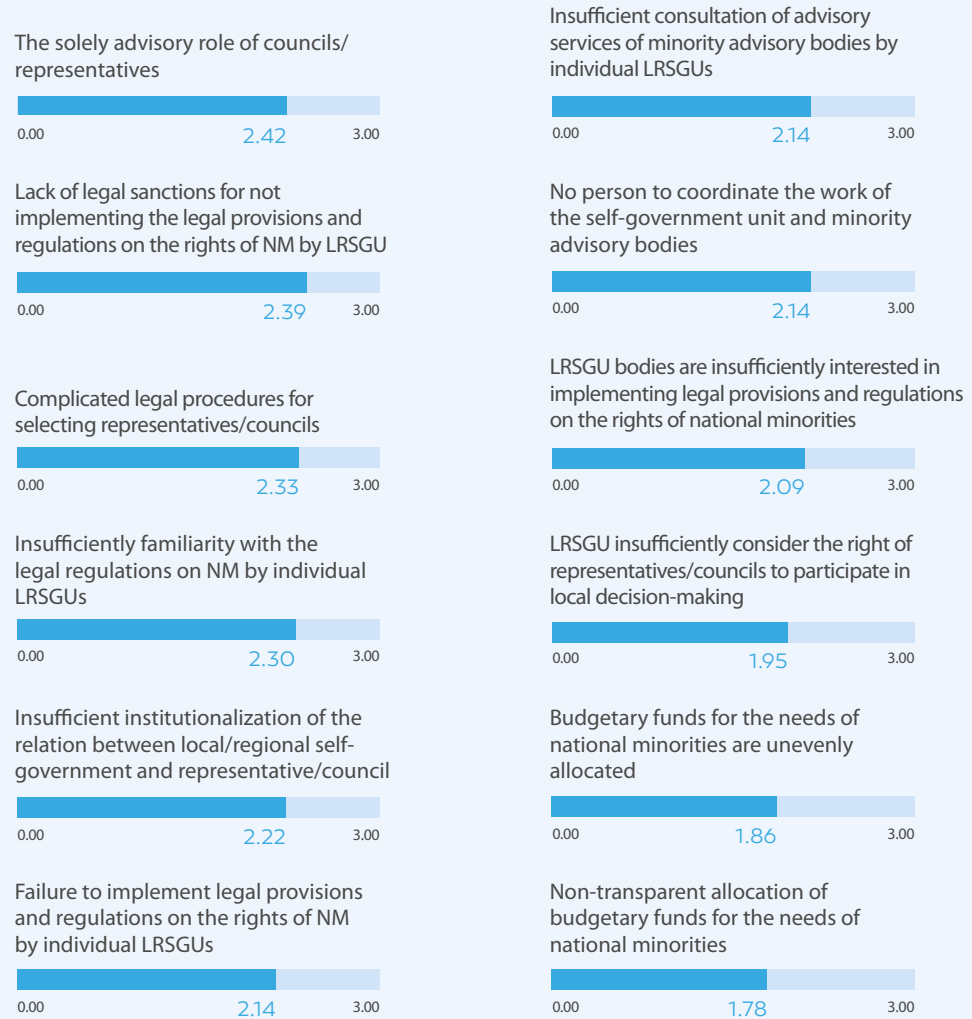 The solely advisory role of councils/
representatives
0.00 2.42 3.00
Lack of legal sanctions for not
implementing the legal provisions and
regulations on the rights of NM by LRSGU
0.00 2.39 3.00
Complicated legal procedures for
selecting representatives/councils
0.00 2.33 3.00
Insufficiently familiarity with the
legal regulations on NM by individual
LRSGUs
0.00 2.30 3.00
Insufficient institutionalization of the
relation between local/regional self-
government and representative/council
0.00 2.22 3.00
Failure to implement legal provisions
and regulations on the rights of NM
by individual LRSGUs
0.00 2.14 3.00
Insufficient consultation of advisory
services of minority advisory bodies by
individual LRSGUs
0.00 2.14 3.00
No person to coordinate the work of
the self-government unit and minority
advisory bodies
0.00 2.14 3.00
LRSGU bodies are insufficiently interested in
implementing legal provisions and regulations
on the rights of national minorities
0.00 2.09 3.00
LRSGU insufficiently consider the right of
representatives/councils to participate in
local decision-making
0.00 1.95 3.00
Budgetary funds for the needs of
national minorities are unevenly
allocated
0.00 1.86 3.00
Non-transparent allocation of
budgetary funds for the needs of
national minorities
0.00 1.78 3.00